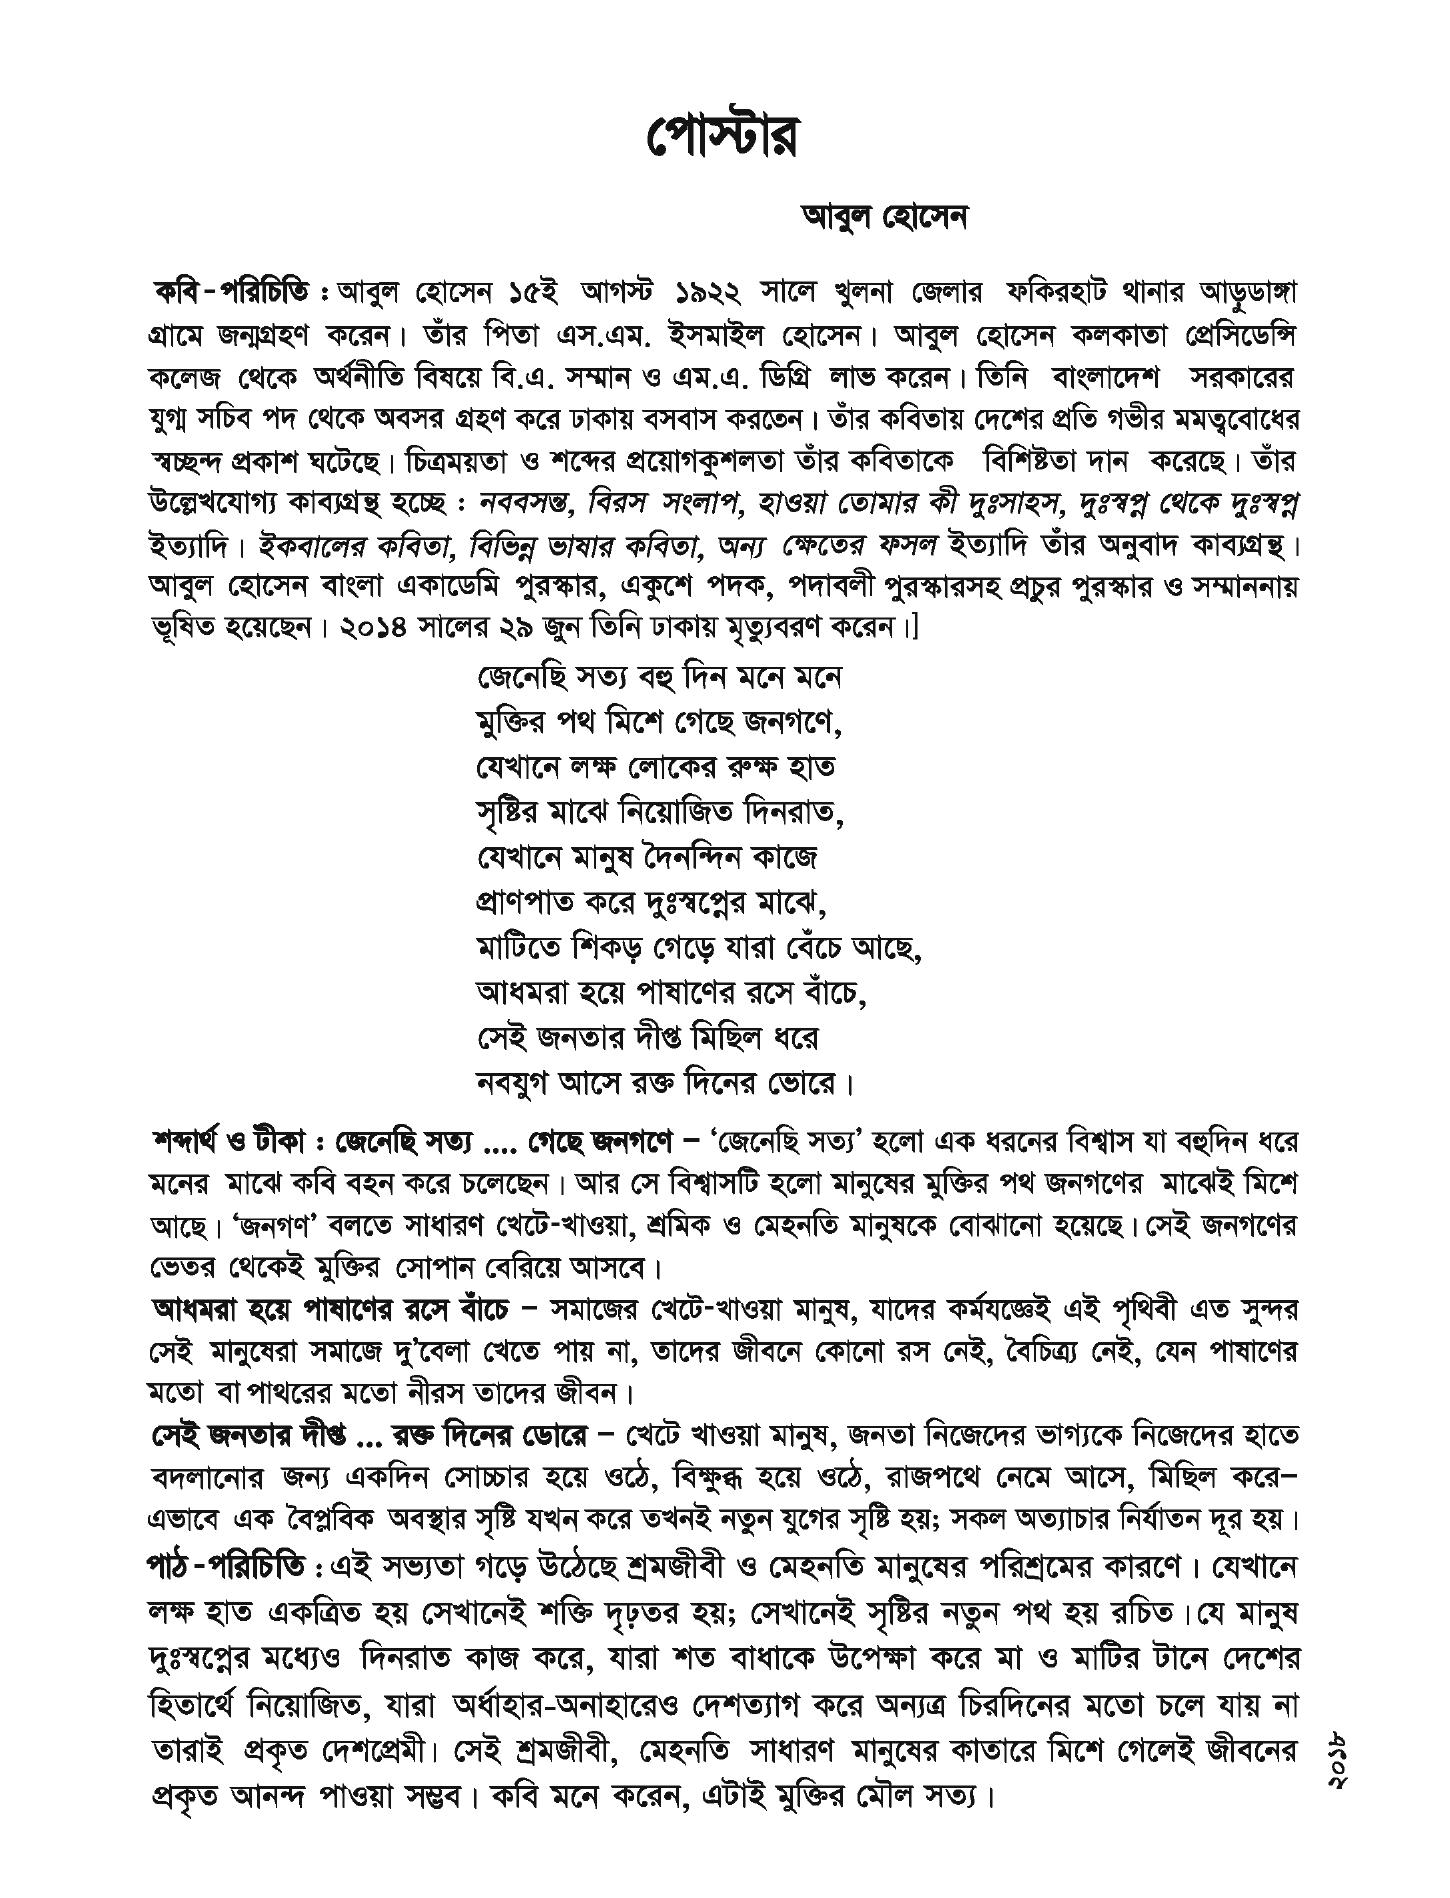 পোস্টার
আবুল হোসেন
কবি-পরিচিতি : আবুল হোসেন ১৫ই আগস্ট ১৯২২ সালে খুলনা জেলার ফকিরহাট থানার আড়ুডাঙ্গা
গ্রামে জন্মগ্রহণ করেন। তাঁর পিতা এস.এম. ইসমাইল হোসেন। আবুল হোসেন কলকাতা প্রেসিডেন্সি
কলেজ থেকে অর্থনীতি বিষয়ে বি.এ. সম্মান ও এম.এ. ডিগ্রি লাভ করেন। তিনি বাংলাদেশ সরকারের
যুগ্ম সচিব পদ থেকে অবসর গ্রহণ করে ঢাকায় বসবাস করতেন। তাঁর কবিতায় দেশের প্রতি গভীর মমত্ববোধের
স্বচ্ছন্দ প্রকাশ ঘটেছে। চিত্রময়তা ও শব্দের প্রয়োগকুশলতা তাঁর কবিতাকে বিশিষ্টতা দান করেছে। তাঁর
উল্লেখযোগ্য কাব্যগ্রন্থ হচ্ছে : নববসন্ত, বিরস সংলাপ, হাওয়া তোমার কী দুঃসাহস, দুঃস্বপ্ন থেকে দুঃস্বপ্ন
ইত্যাদি। ইকবালের কবিতা, বিভিন্ন ভাষার কবিতা, অন্য ক্ষেতের ফসল ইত্যাদি তাঁর অনুবাদ কাব্যগ্রন্থ।
আবুল হোসেন বাংলা একাডেমি পুরস্কার, একুশে পদক, পদাবলী পুরস্কারসহ প্রচুর পুরস্কার ও সম্মাননায়
ভূষিত হয়েছেন। ২০১৪ সালের ২৯ জুন তিনি ঢাকায় মৃত্যুবরণ করেন।]
জেনেছি সত্য বহু দিন মনে মনে
মুক্তির পথ মিশে গেছে জনগণে,
যেখানে লক্ষ লোকের রুক্ষ হাত
সৃষ্টির মাঝে নিয়োজিত দিনরাত,
যেখানে মানুষ দৈনন্দিন কাজে
প্রাণপাত করে দুঃস্বপ্নের মাঝে,
মাটিতে শিকড় গেড়ে যারা বেঁচে আছে,
আধমরা হয়ে পাষাণের রসে বাঁচে,
সেই জনতার দীপ্ত মিছিল ধরে
নবযুগ আসে রক্ত দিনের ভোরে।
শব্দার্থ ও টীকা : জেনেছি সত্য .... গেছে জনগণে – ‘জেনেছি সত্য’ হলো এক ধরনের বিশ্বাস যা বহুদিন ধরে
মনের মাঝে কবি বহন করে চলেছেন। আর সে বিশ্বাসটি হলো মানুষের মুক্তির পথ জনগণের মাঝেই মিশে
আছে। ‘জনগণ’ বলতে সাধারণ খেটে-খাওয়া, শ্রমিক ও মেহনতি মানুষকে বোঝানো হয়েছে। সেই জনগণের
ভেতর থেকেই মুক্তির সোপান বেরিয়ে আসবে।
আধমরা হয়ে পাষাণের রসে বাঁচে – সমাজের খেটে-খাওয়া মানুষ, যাদের কর্মযজ্ঞেই এই পৃথিবী এত সুন্দর
সেই মানুষেরা সমাজে দু’বেলা খেতে পায় না, তাদের জীবনে কোনো রস নেই, বৈচিত্র্য নেই, যেন পাষাণের
মতো বা পাথরের মতো নীরস তাদের জীবন।
সেই জনতার দীপ্ত ... রক্ত দিনের ডোরে – খেটে খাওয়া মানুষ, জনতা নিজেদের ভাগ্যকে নিজেদের হাতে
বদলানোর জন্য একদিন সোচ্চার হয়ে ওঠে, বিক্ষুব্ধ হয়ে ওঠে, রাজপথে নেমে আসে, মিছিল করে–
এভাবে এক বৈপ্লবিক অবস্থার সৃষ্টি যখন করে তখনই নতুন যুগের সৃষ্টি হয়; সকল অত্যাচার নির্যাতন দূর হয়।
পাঠ-পরিচিতি : এই সভ্যতা গড়ে উঠেছে শ্রমজীবী ও মেহনতি মানুষের পরিশ্রমের কারণে। যেখানে
লক্ষ হাত একত্রিত হয় সেখানেই শক্তি দৃঢ়তর হয়; সেখানেই সৃষ্টির নতুন পথ হয় রচিত। যে মানুষ
দুঃস্বপ্নের মধ্যেও দিনরাত কাজ করে, যারা শত বাধাকে উপেক্ষা করে মা ও মাটির টানে দেশের
হিতার্থে নিয়োজিত, যারা অর্ধাহার-অনাহারেও দেশত্যাগ করে অন্যত্র চিরদিনের মতো চলে যায় না
তারাই প্রকৃত দেশপ্রেমী। সেই শ্রমজীবী, মেহনতি সাধারণ মানুষের কাতারে মিশে গেলেই জীবনের
প্রকৃত আনন্দ পাওয়া সম্ভব। কবি মনে করেন, এটাই মুক্তির মৌল সত্য।
২০১৮